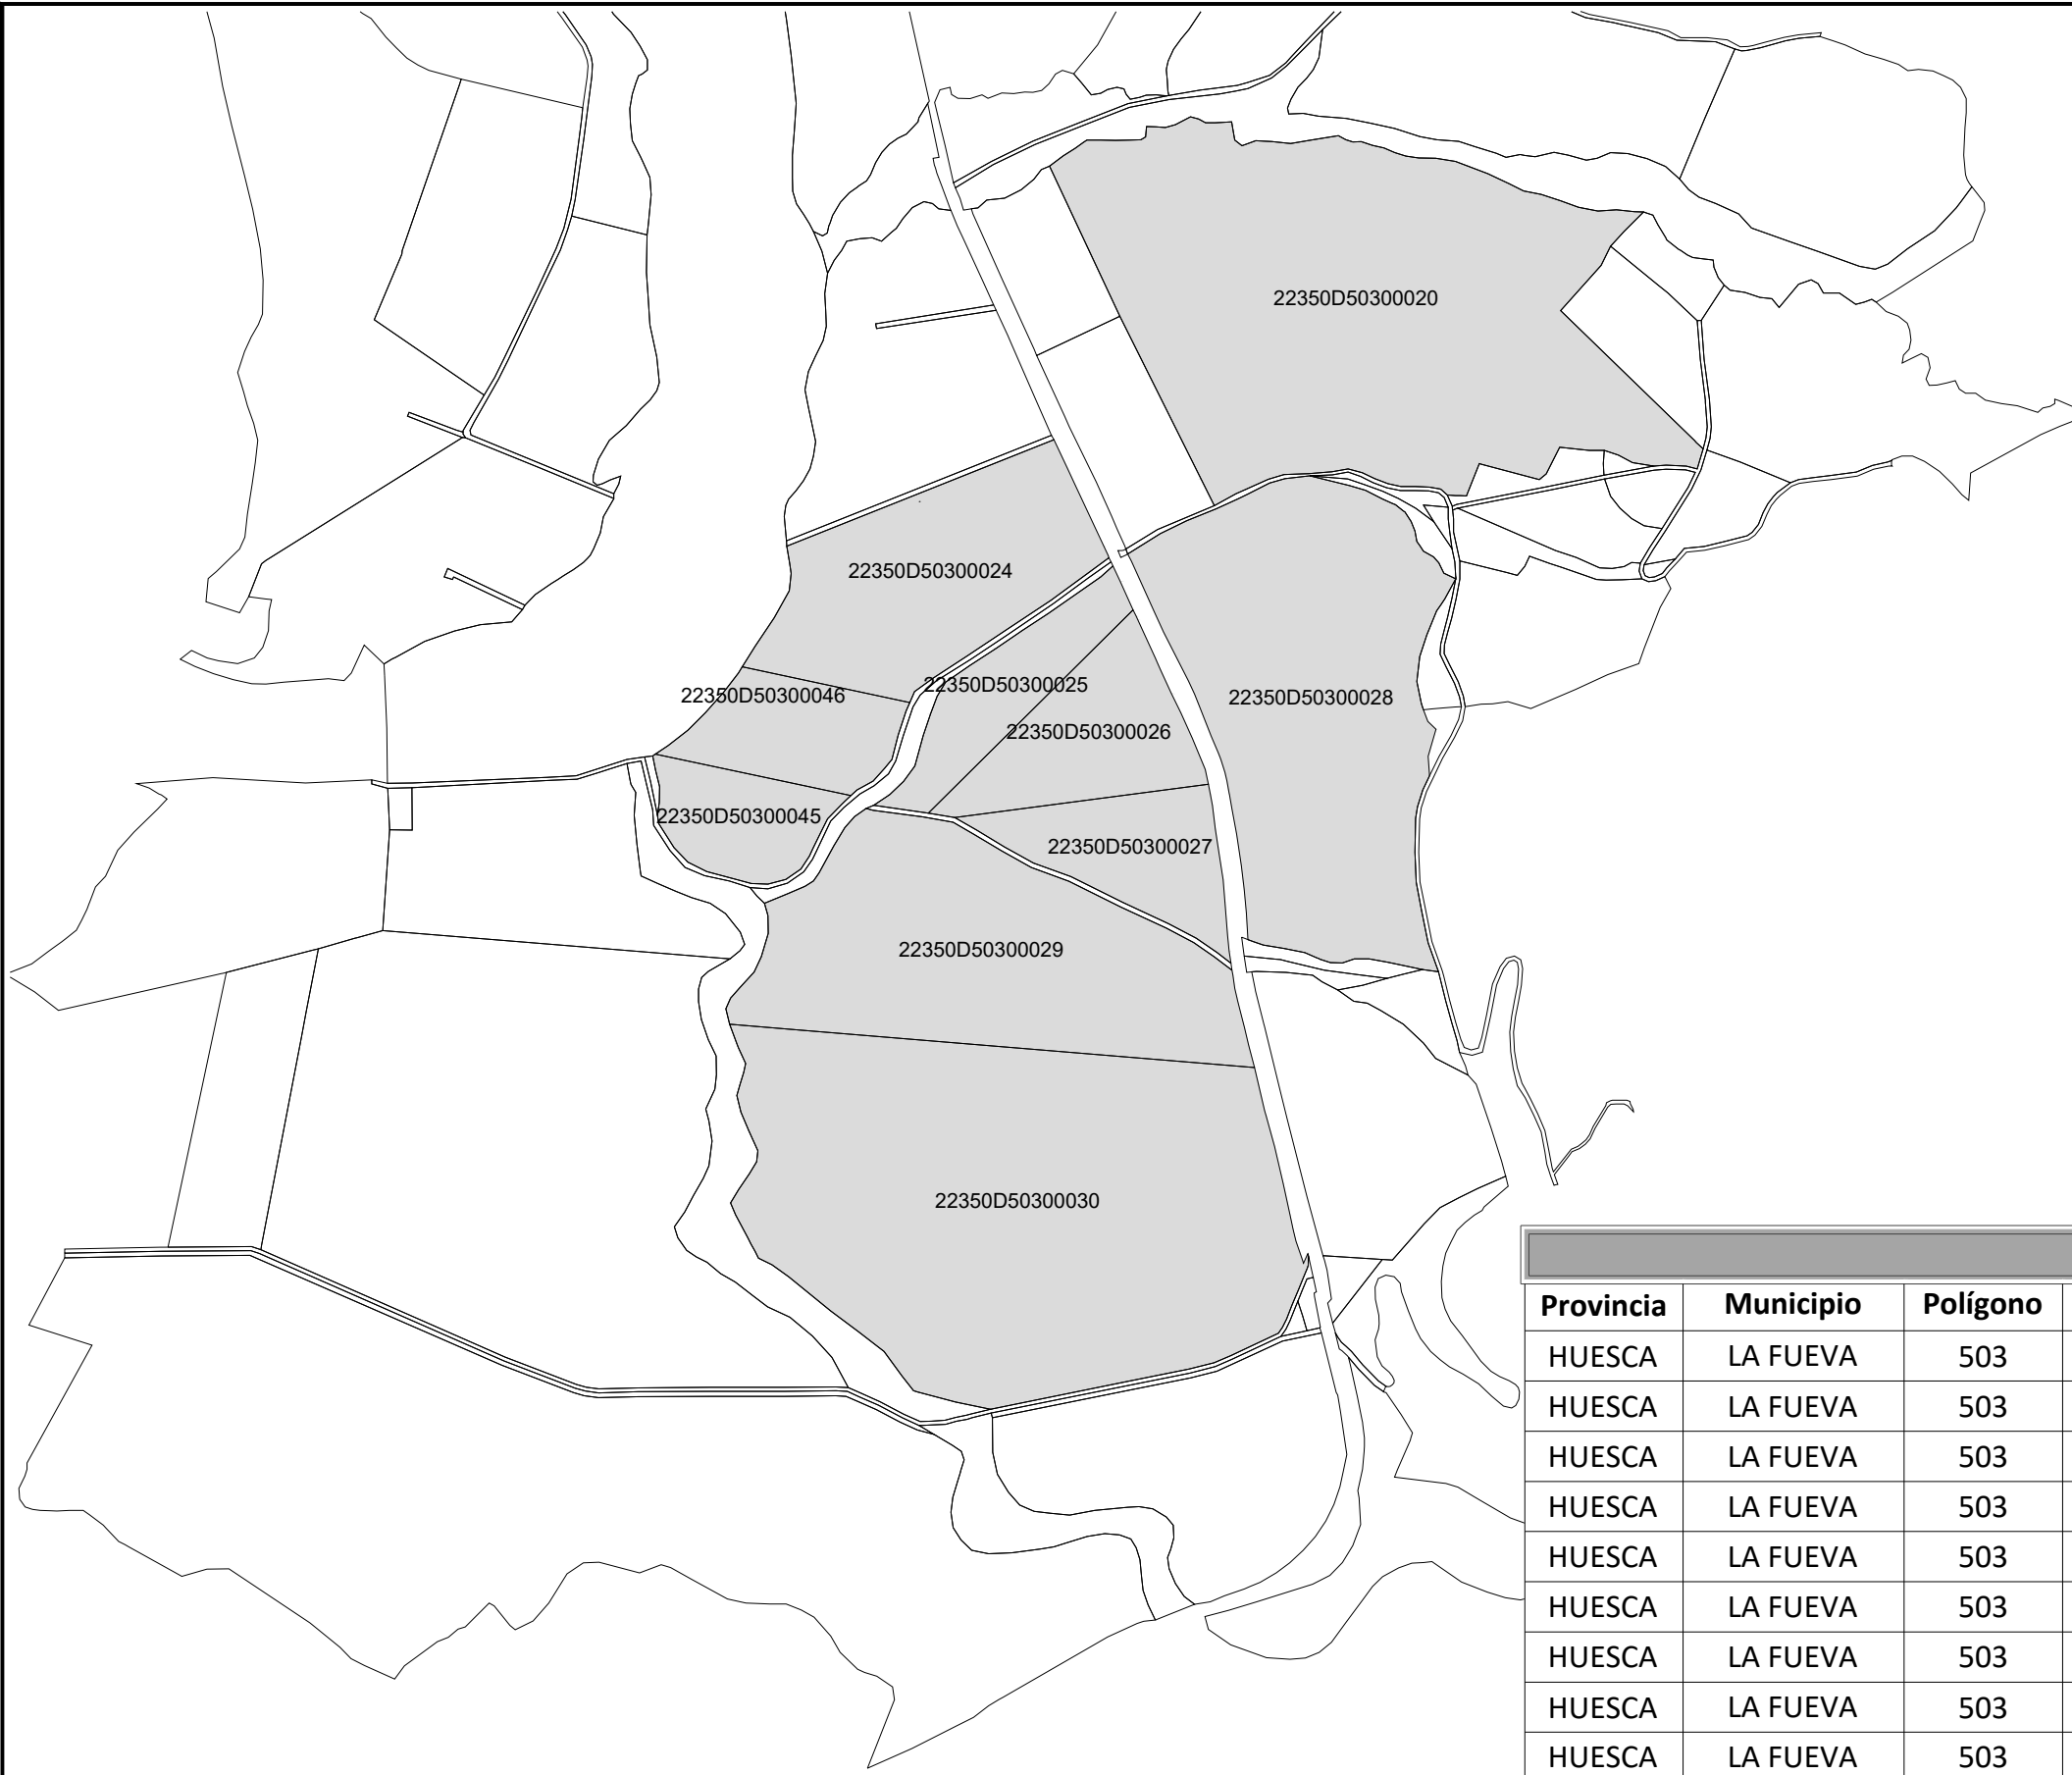 22350D50300020
22350D50300024
22350D50300025
22350D50300046
22350D50300028
22350D50300026
22350D50300045
22350D50300027
22350D50300029
22350D50300030
Provincia Municipio Polígono
HUESCA LA FUEVA 503
HUESCA LA FUEVA 503
HUESCA LA FUEVA 503
HUESCA LA FUEVA 503
HUESCA LA FUEVA 503
HUESCA LA FUEVA 503
HUESCA LA FUEVA 503
HUESCA LA FUEVA 503
HUESCA LA FUEVA 503